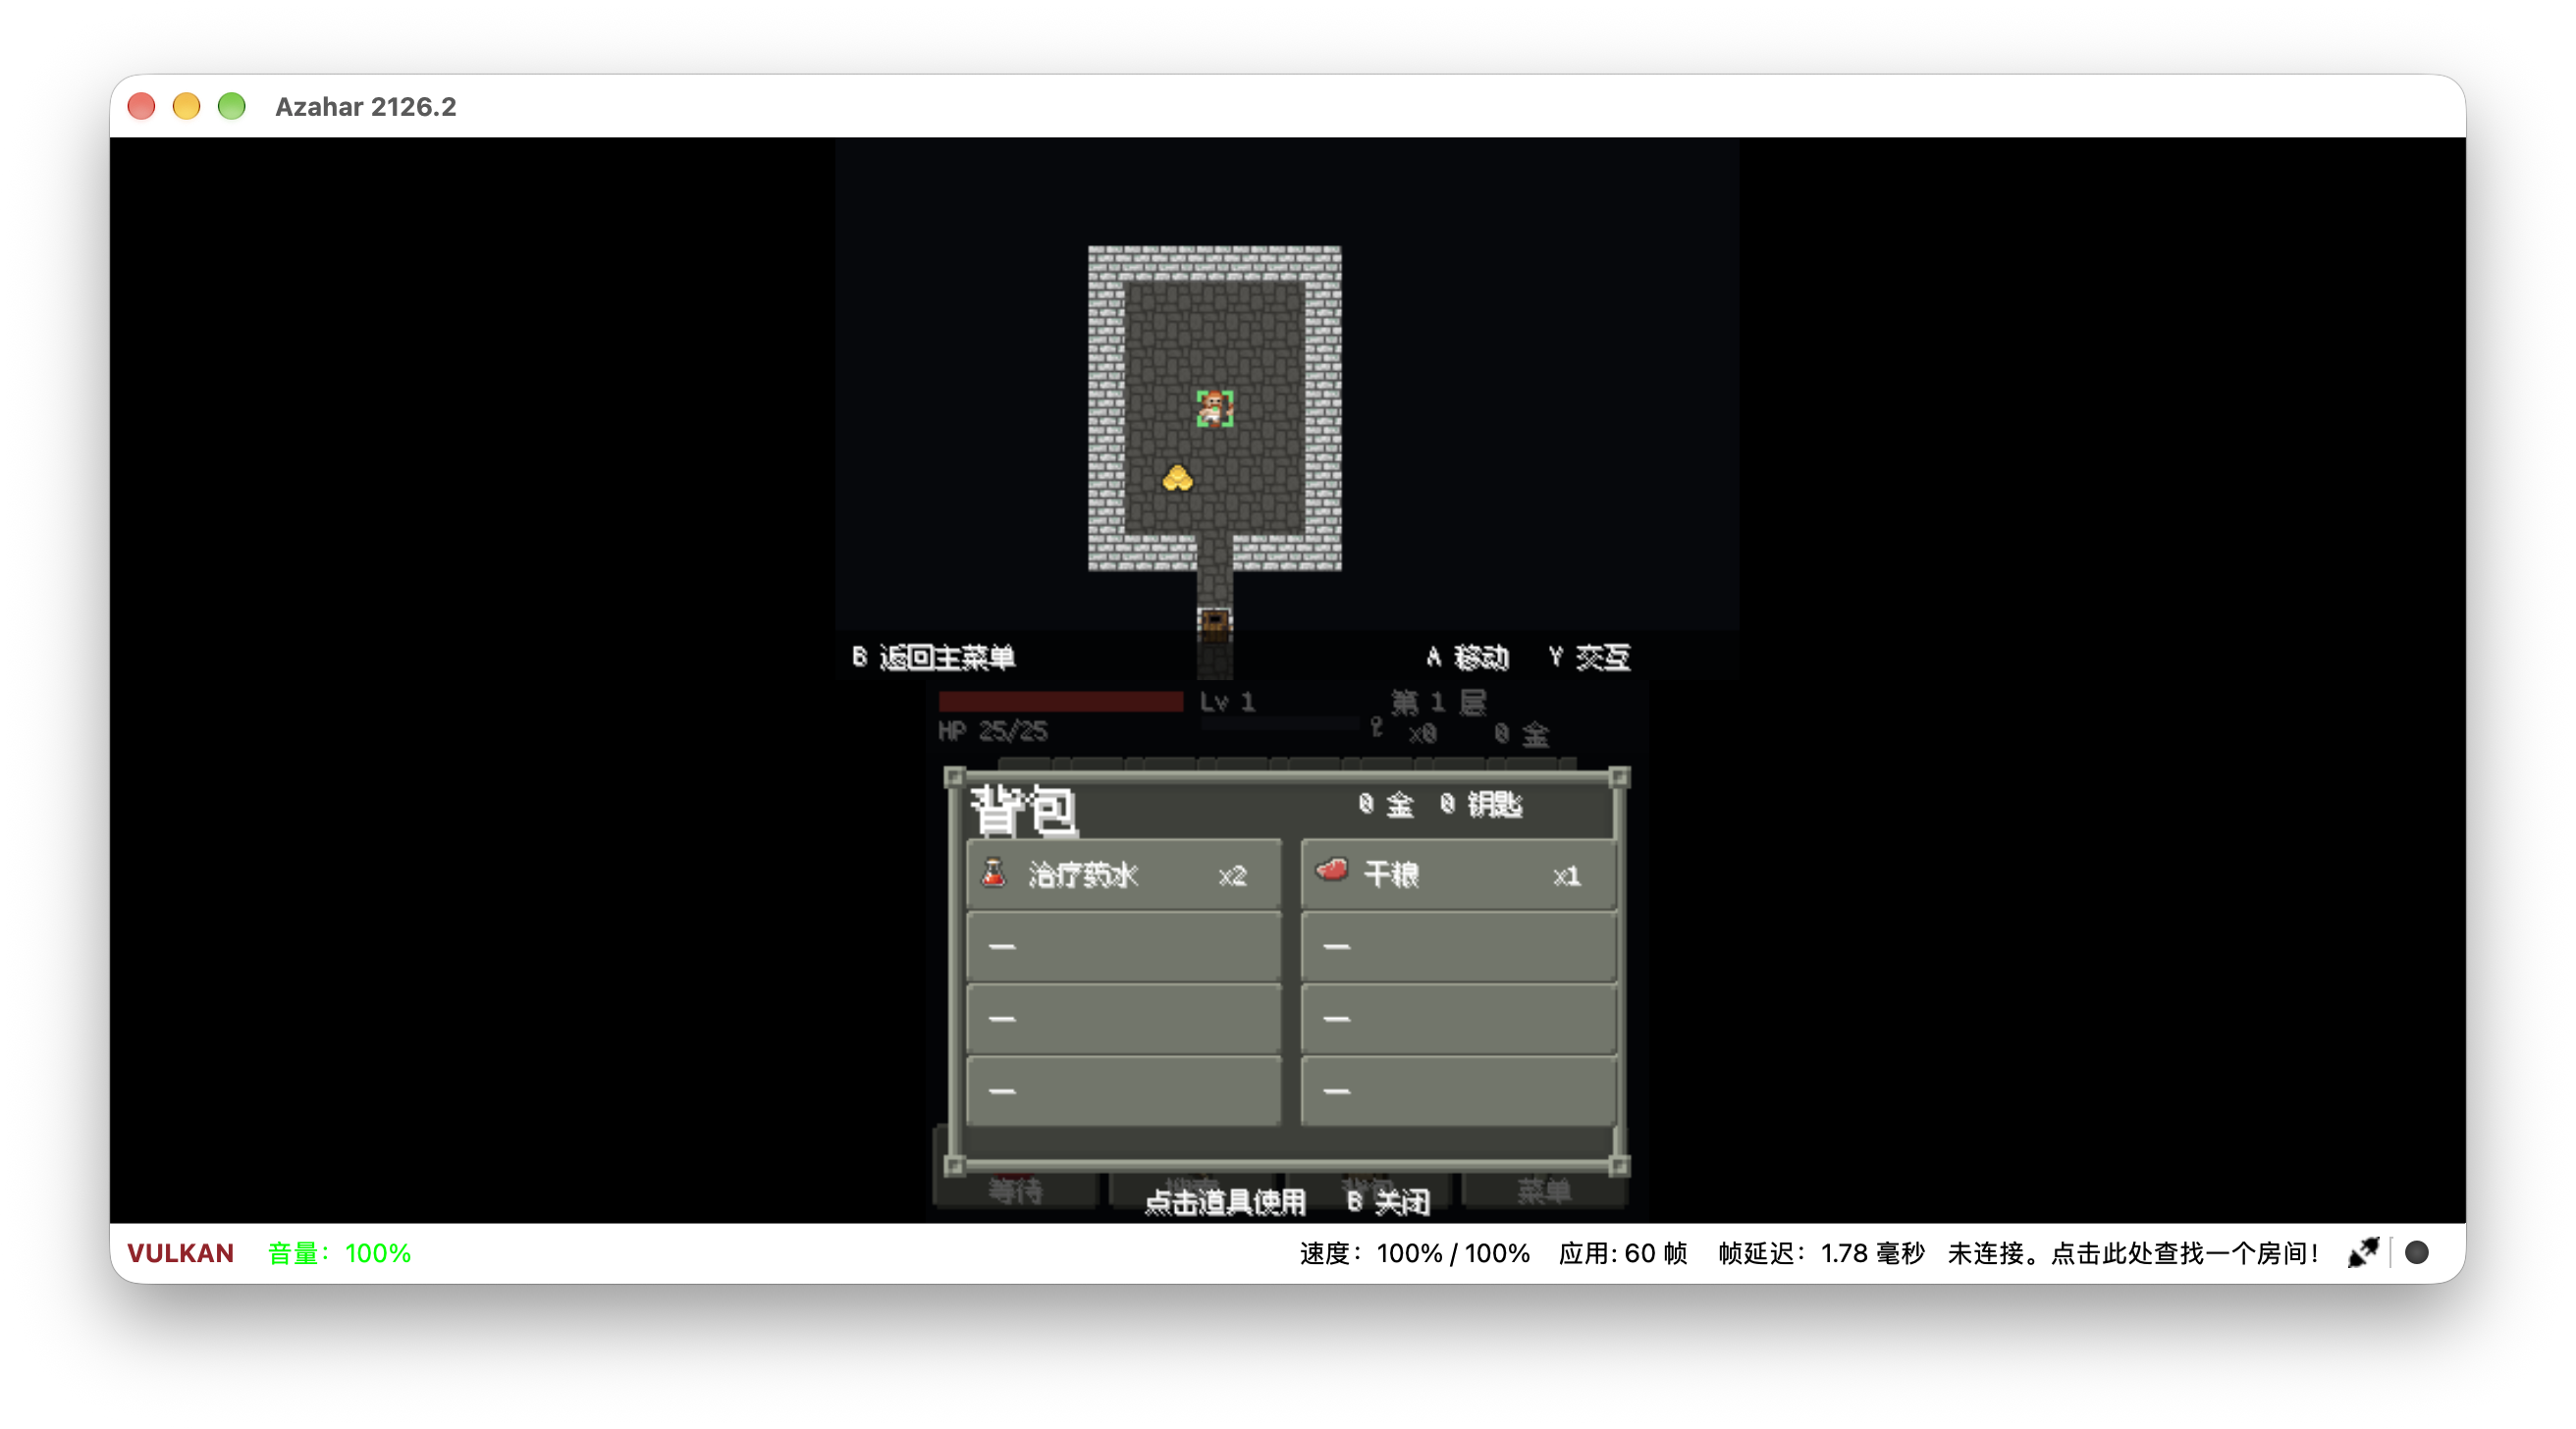 Azahar 2126.2
B 返回主菜单
A 移动 Y 交互
Lv 1 第 1 层
HP 25/25 x0 0 金
背包 0 金 0 钥匙
治疗药水 x2 干粮 x1
— —
— —
— —
等待 背包 菜单
点击道具使用 B 关闭
VULKAN 音量：100% 速度：100% / 100% 应用: 60 帧 帧延迟：1.78 毫秒 未连接。点击此处查找一个房间！